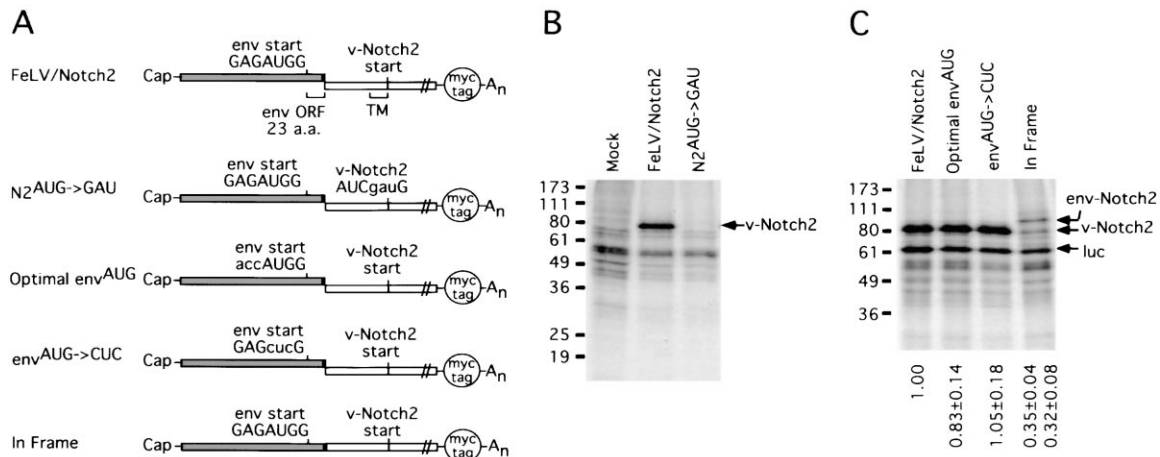 A
env start
GAGAUGG
v-Notch2
start
FeLV/Notch2
Cap
myc
tag
An
env ORF
23 a.a.
TM
env start
GAGAUGG
v-Notch2
AUCgauG
N2AUG->GAU
Cap
myc
tag
An
env start
accAUGG
v-Notch2
start
Optimal envAUG
Cap
myc
tag
An
env start
GAGcucG
v-Notch2
start
envAUG->CUC
Cap
myc
tag
An
env start
GAGAUGG
v-Notch2
start
In Frame
Cap
myc
tag
An
B
Mock
FeLV/Notch2
N2AUG->GAU
173
111
80
61
49
36
25
19
v-Notch2
C
FeLV/Notch2
Optimal envAUG
envAUG->CUC
In Frame
173
111
80
61
49
36
env-Notch2
v-Notch2
luc
1.00
0.83±0.14
1.05±0.18
0.35±0.04
0.32±0.08